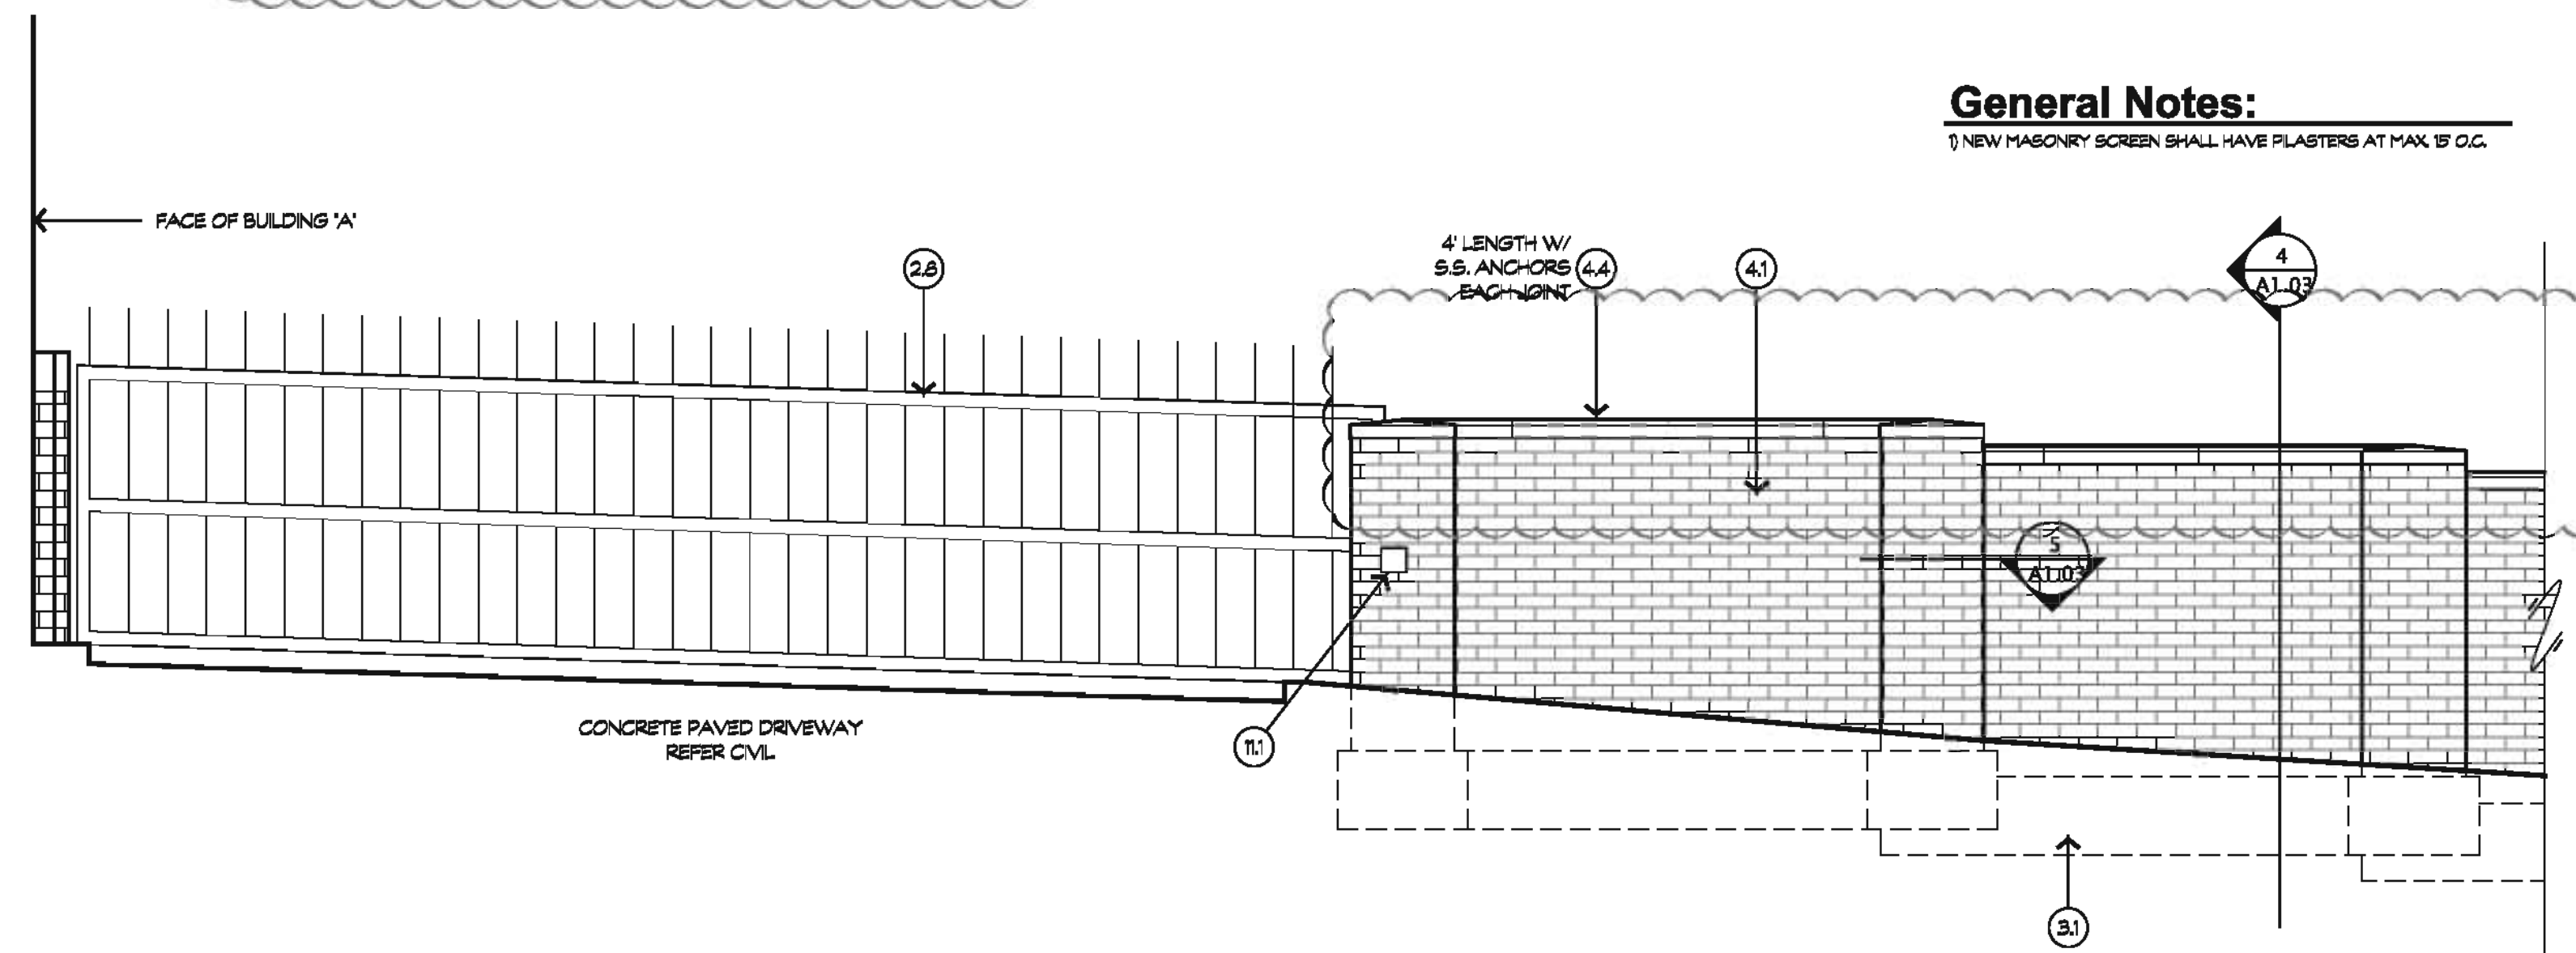 General Notes:
1) NEW MASONRY SCREEN SHALL HAVE PILASTERS AT MAX. 15' O.C.
FACE OF BUILDING 'A'
2.8
4' LENGTH W/
S.S. ANCHORS
EACH JOINT
4.4
4.1
4
A1.03
5
A1.03
CONCRETE PAVED DRIVEWAY
REFER CIVIL
11.1
3.1